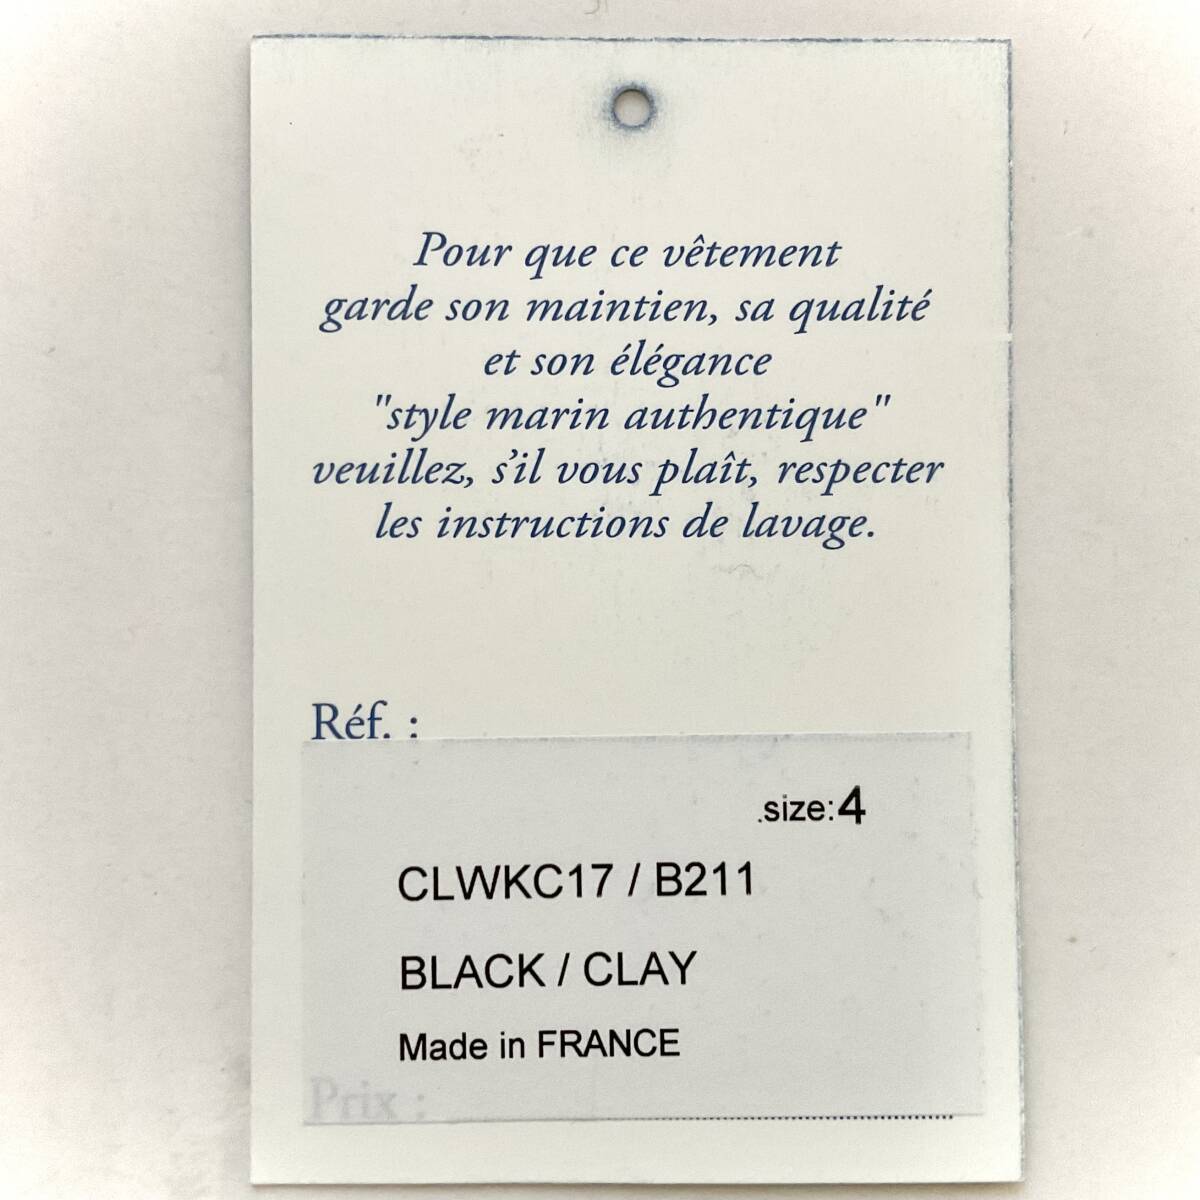 Pour que ce vêtement
garde son maintien, sa qualité
et son élégance
"style marin authentique"
veuillez, s'il vous plaît, respecter
les instructions de lavage.
Réf. :
.size:4
CLWKC17 / B211
BLACK / CLAY
Made in FRANCE
Prix :